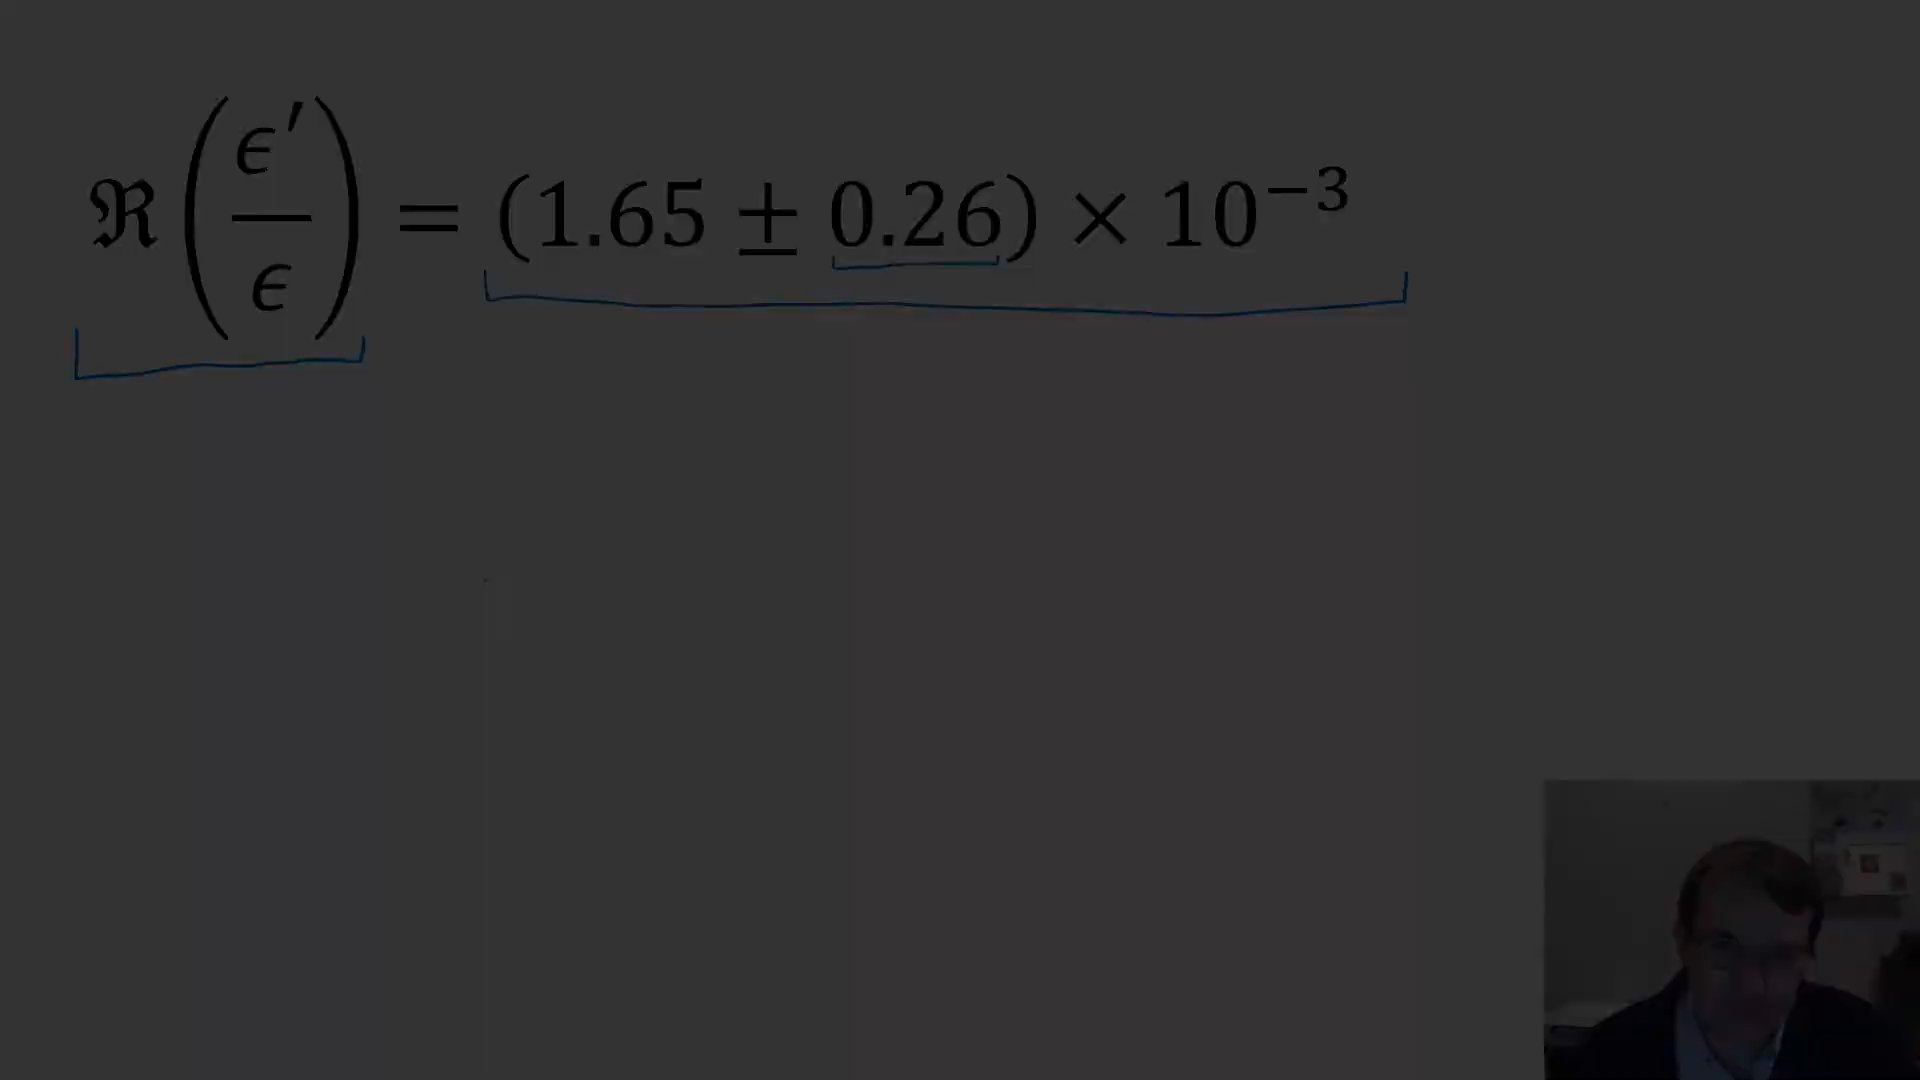 ℜ(ϵ′/ϵ) = (1.65 ± 0.26) × 10⁻³